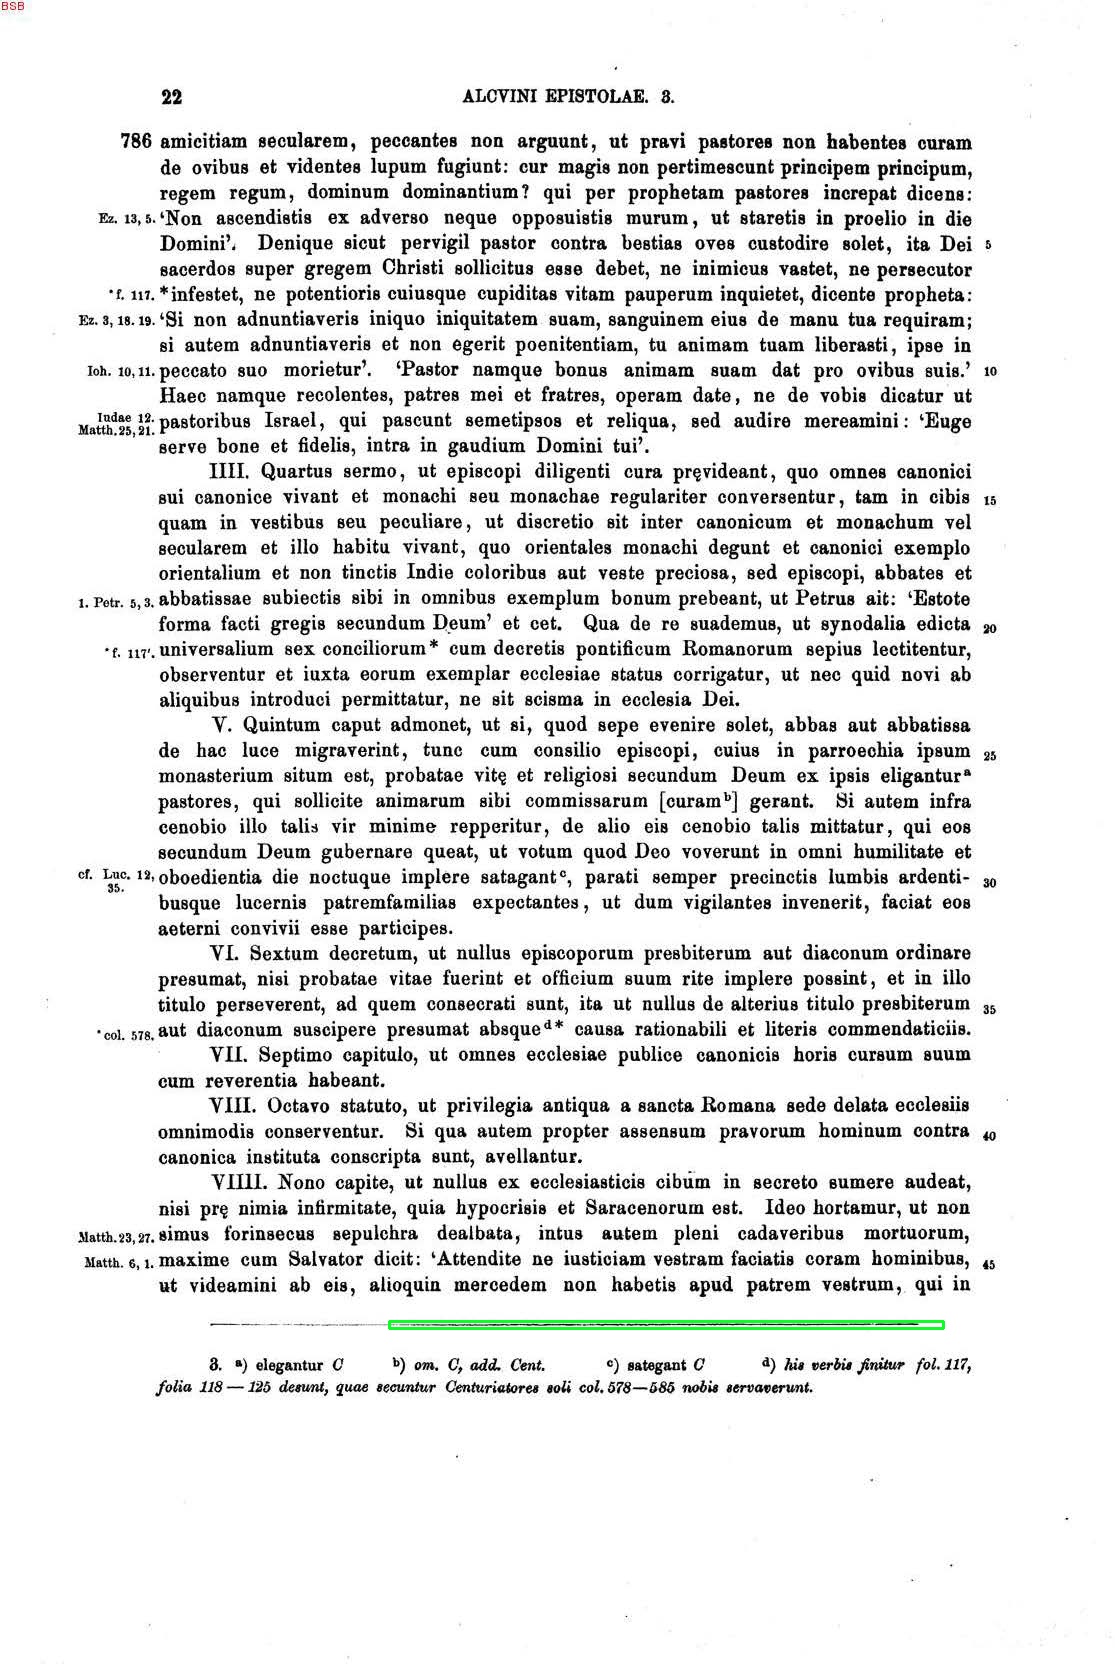 BSB
22 ALCVINI EPISTOLAE. 3.
786 amicitiam secularem, peccantes non arguunt, ut pravi pastores non habentes curam
de ovibus et videntes lupum fugiunt: cur magis non pertimescunt principem principum,
regem regum, dominum dominantium? qui per prophetam pastores increpat dicens:
Ez. 13, 5. ‘Non ascendistis ex adverso neque opposuistis murum, ut staretis in proelio in die
Domini’. Denique sicut pervigil pastor contra bestias oves custodire solet, ita Dei 5
sacerdos super gregem Christi sollicitus esse debet, ne inimicus vastet, ne persecutor
*f. 117. *infestet, ne potentioris cuiusque cupiditas vitam pauperum inquietet, dicente propheta:
Ez. 3, 18. 19. ‘Si non adnuntiaveris iniquo iniquitatem suam, sanguinem eius de manu tua requiram;
si autem adnuntiaveris et non egerit poenitentiam, tu animam tuam liberasti, ipse in
Ioh. 10, 11. peccato suo morietur’. ‘Pastor namque bonus animam suam dat pro ovibus suis.’ 10
Haec namque recolentes, patres mei et fratres, operam date, ne de vobis dicatur ut
Iudae 12. Matth. 25, 21. pastoribus Israel, qui pascunt semetipsos et reliqua, sed audire mereamini: ‘Euge
serve bone et fidelis, intra in gaudium Domini tui’.
IIII. Quartus sermo, ut episcopi diligenti cura pręvideant, quo omnes canonici
sui canonice vivant et monachi seu monachae regulariter conversentur, tam in cibis 15
quam in vestibus seu peculiare, ut discretio sit inter canonicum et monachum vel
secularem et illo habitu vivant, quo orientales monachi degunt et canonici exemplo
orientalium et non tinctis Indie coloribus aut veste preciosa, sed episcopi, abbates et
1. Petr. 5, 3. abbatissae subiectis sibi in omnibus exemplum bonum prebeant, ut Petrus ait: ‘Estote
forma facti gregis secundum Deum’ et cet. Qua de re suademus, ut synodalia edicta 20
*f. 117'. universalium sex conciliorum* cum decretis pontificum Romanorum sepius lectitentur,
observentur et iuxta eorum exemplar ecclesiae status corrigatur, ut nec quid novi ab
aliquibus introduci permittatur, ne sit scisma in ecclesia Dei.
V. Quintum caput admonet, ut si, quod sepe evenire solet, abbas aut abbatissa
de hac luce migraverint, tunc cum consilio episcopi, cuius in parroechia ipsum 25
monasterium situm est, probatae vitę et religiosi secundum Deum ex ipsis eligantur a
pastores, qui sollicite animarum sibi commissarum [curam b] gerant. Si autem infra
cenobio illo talis vir minime repperitur, de alio eis cenobio talis mittatur, qui eos
secundum Deum gubernare queat, ut votum quod Deo voverunt in omni humilitate et
cf. Luc. 12, 35. oboedientia die noctuque implere satagant c, parati semper precinctis lumbis ardenti- 30
busque lucernis patremfamilias expectantes, ut dum vigilantes invenerit, faciat eos
aeterni convivii esse participes.
VI. Sextum decretum, ut nullus episcoporum presbiterum aut diaconum ordinare
presumat, nisi probatae vitae fuerint et officium suum rite implere possint, et in illo
titulo perseverent, ad quem consecrati sunt, ita ut nullus de alterius titulo presbiterum 35
*col. 578. aut diaconum suscipere presumat absque d* causa rationabili et literis commendaticiis.
VII. Septimo capitulo, ut omnes ecclesiae publice canonicis horis cursum suum
cum reverentia habeant.
VIII. Octavo statuto, ut privilegia antiqua a sancta Romana sede delata ecclesiis
omnimodis conserventur. Si qua autem propter assensum pravorum hominum contra 40
canonica instituta conscripta sunt, avellantur.
VIIII. Nono capite, ut nullus ex ecclesiasticis cibum in secreto sumere audeat,
nisi prę nimia infirmitate, quia hypocrisis et Saracenorum est. Ideo hortamur, ut non
Matth. 23, 27. simus forinsecus sepulchra dealbata, intus autem pleni cadaveribus mortuorum,
Matth. 6, 1. maxime cum Salvator dicit: ‘Attendite ne iusticiam vestram faciatis coram hominibus, 45
ut videamini ab eis, alioquin mercedem non habetis apud patrem vestrum, qui in
3. a) elegantur C b) om. C, add. Cent. c) sategant C d) his verbis finitur fol. 117,
folia 118—125 desunt, quae secuntur Centuriatores soli col. 578—585 nobis servaverunt.